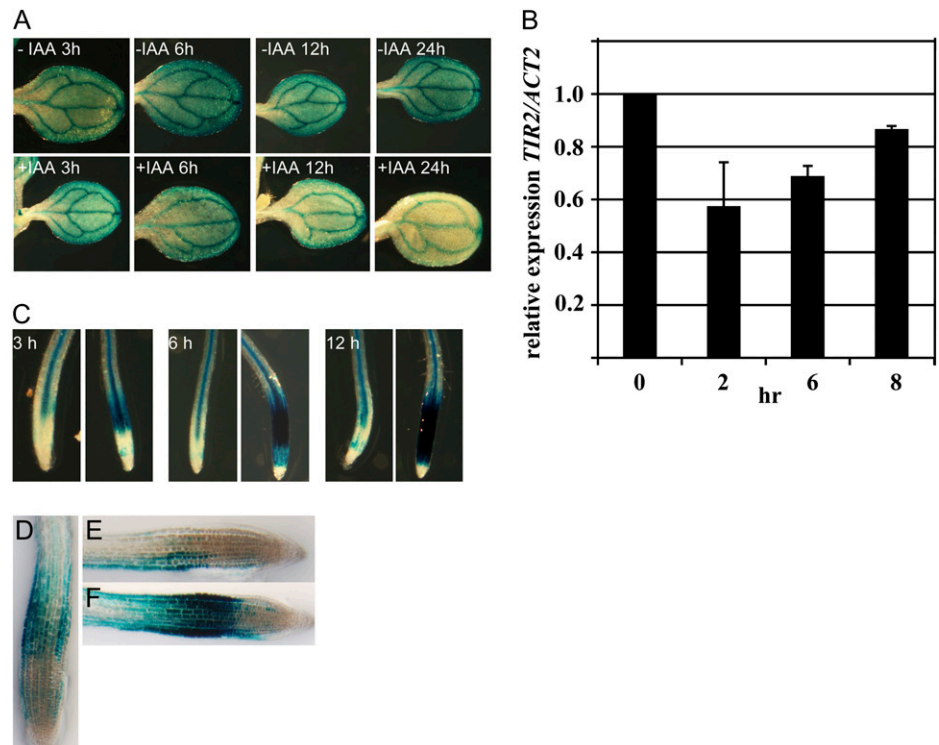 A
- IAA 3h
-IAA 6h
-IAA 12h
-IAA 24h
+IAA 3h
+IAA 6h
+IAA 12h
+IAA 24h
B
relative expression TIR2/ACT2
1.0
0.8
0.6
0.4
0.2
0
2
6
8
hr
C
3 h
6 h
12 h
D
E
F